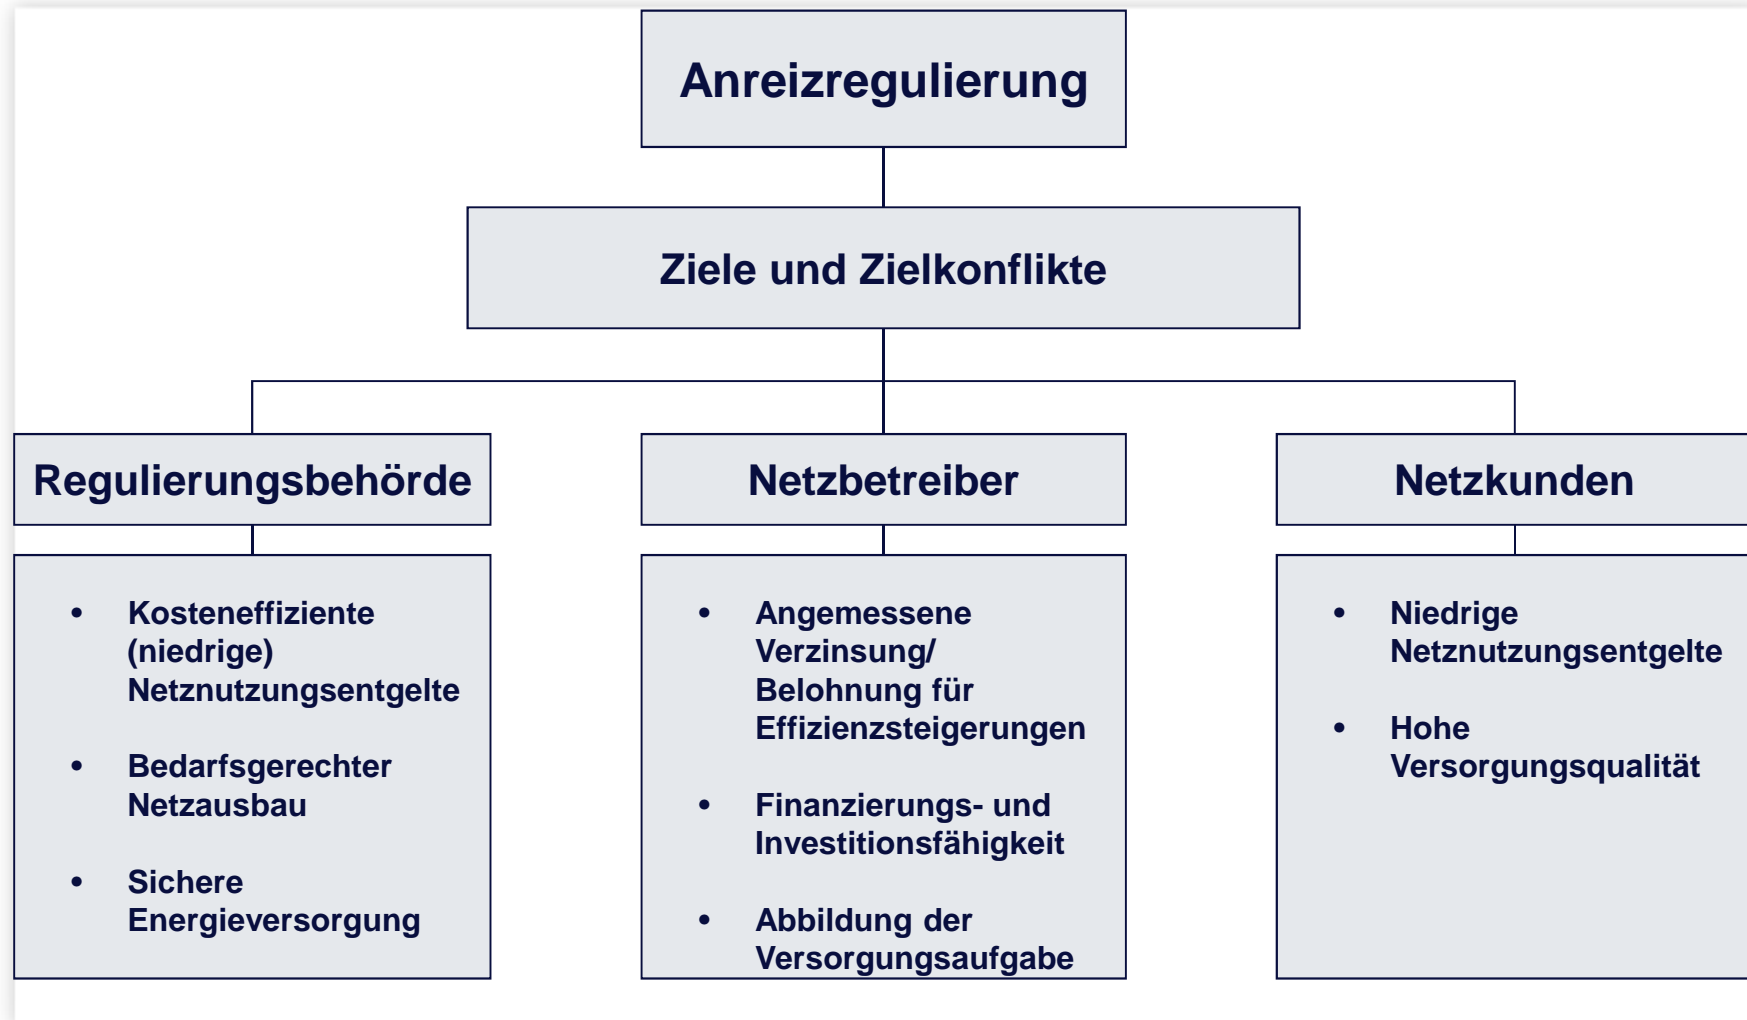 Anreizregulierung
Ziele und Zielkonflikte
Regulierungsbehörde
• Kosteneffiziente
(niedrige)
Netznutzungsentgelte
• Bedarfsgerechter
Netzausbau
• Sichere
Energieversorgung
Netzbetreiber
• Angemessene
Verzinsung/
Belohnung für
Effizienzsteigerungen
• Finanzierungs- und
Investitionsfähigkeit
• Abbildung der
Versorgungsaufgabe
Netzkunden
• Niedrige
Netznutzungsentgelte
• Hohe
Versorgungsqualität